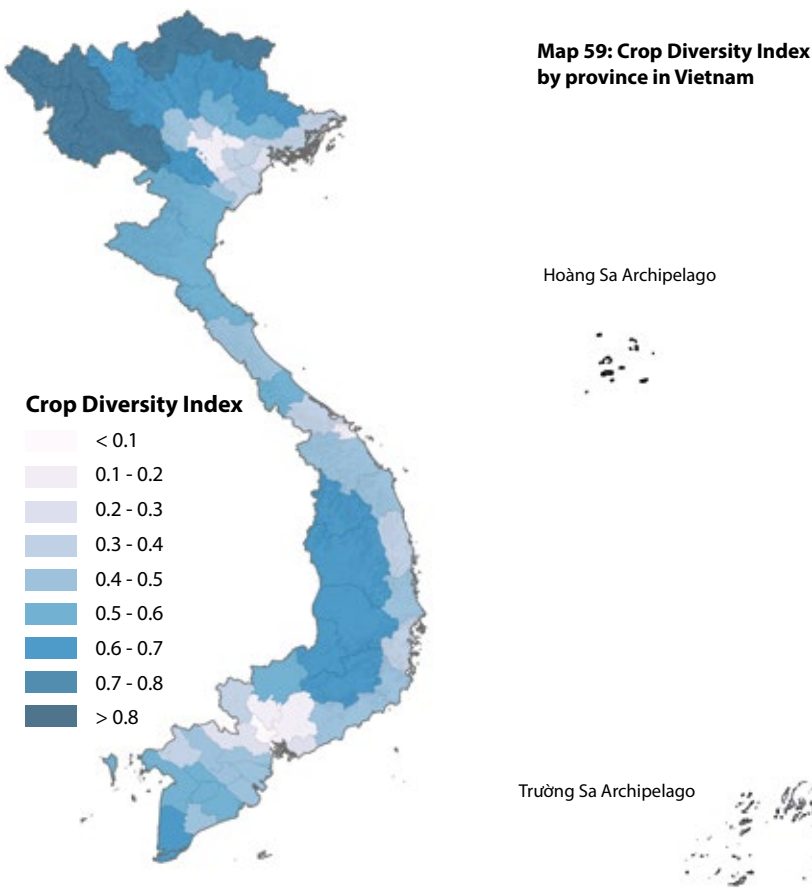 Map 59: Crop Diversity Index
by province in Vietnam
Hoàng Sa Archipelago
Crop Diversity Index
< 0.1
0.1 - 0.2
0.2 - 0.3
0.3 - 0.4
0.4 - 0.5
0.5 - 0.6
0.6 - 0.7
0.7 - 0.8
> 0.8
Trường Sa Archipelago